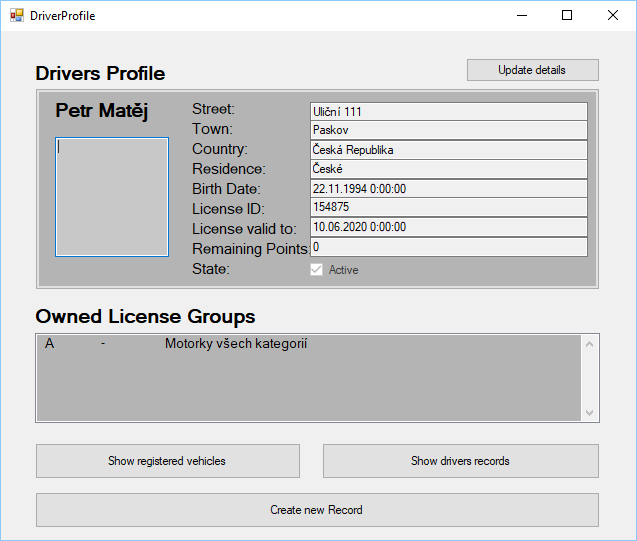 DriverProfile
Drivers Profile
Update details
Petr Matěj
Street: Uliční 111
Town: Paskov
Country: Česká Republika
Residence: České
Birth Date: 22.11.1994 0:00:00
License ID: 154875
License valid to: 10.06.2020 0:00:00
Remaining Points: 0
State: Active
Owned License Groups
A - Motorky všech kategorií
Show registered vehicles
Show drivers records
Create new Record